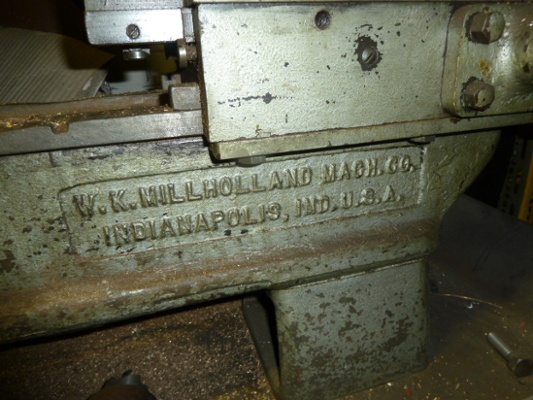 W. K. MILLHOLLAND MACH. CO.
INDIANAPOLIS, IND. U.S.A.